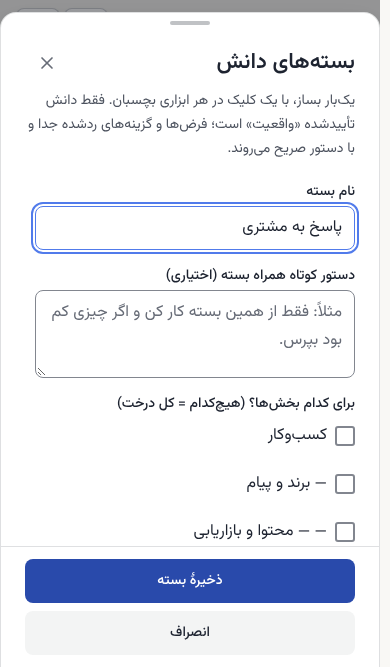 بسته‌های دانش
یک‌بار بساز، با یک کلیک در هر ابزاری بچسبان. فقط دانش
تأییدشده «واقعیت» است؛ فرض‌ها و گزینه‌های ردشده جدا و
با دستور صریح می‌روند.
نام بسته
پاسخ به مشتری
دستور کوتاه همراه بسته (اختیاری)
مثلاً: فقط از همین بسته کار کن و اگر چیزی کم
بود بپرس.
برای کدام بخش‌ها؟ (هیچ‌کدام = کل درخت)
کسب‌وکار
— برند و پیام
— — محتوا و بازاریابی
ذخیرهٔ بسته
انصراف